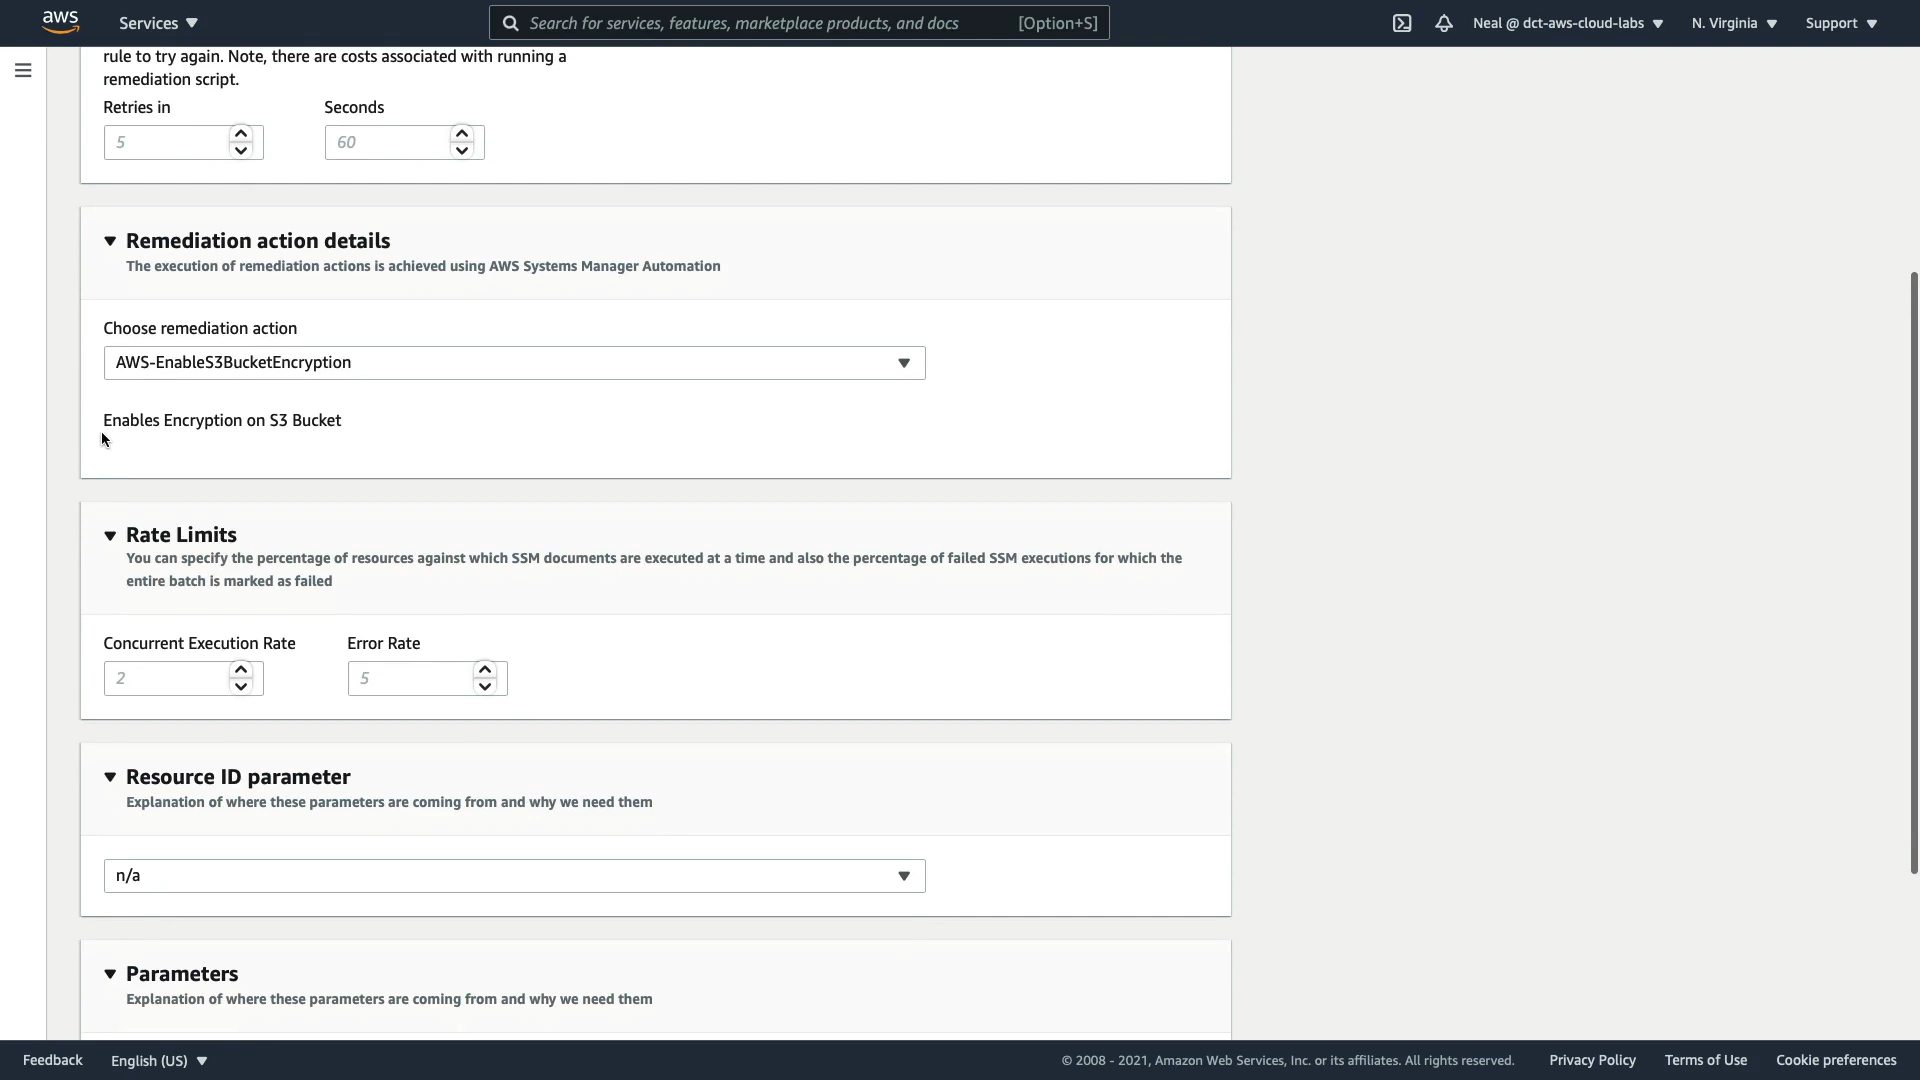 aws
Services
Search for services, features, marketplace products, and docs
[Option+S]
Neal @ dct-aws-cloud-labs
N. Virginia
Support
rule to try again. Note, there are costs associated with running a
remediation script.
Retries in
Seconds
5
60
Remediation action details
The execution of remediation actions is achieved using AWS Systems Manager Automation
Choose remediation action
AWS-EnableS3BucketEncryption
Enables Encryption on S3 Bucket
Rate Limits
You can specify the percentage of resources against which SSM documents are executed at a time and also the percentage of failed SSM executions for which the
entire batch is marked as failed
Concurrent Execution Rate
Error Rate
2
5
Resource ID parameter
Explanation of where these parameters are coming from and why we need them
n/a
Parameters
Explanation of where these parameters are coming from and why we need them
Feedback
English (US)
© 2008 - 2021, Amazon Web Services, Inc. or its affiliates. All rights reserved.
Privacy Policy
Terms of Use
Cookie preferences